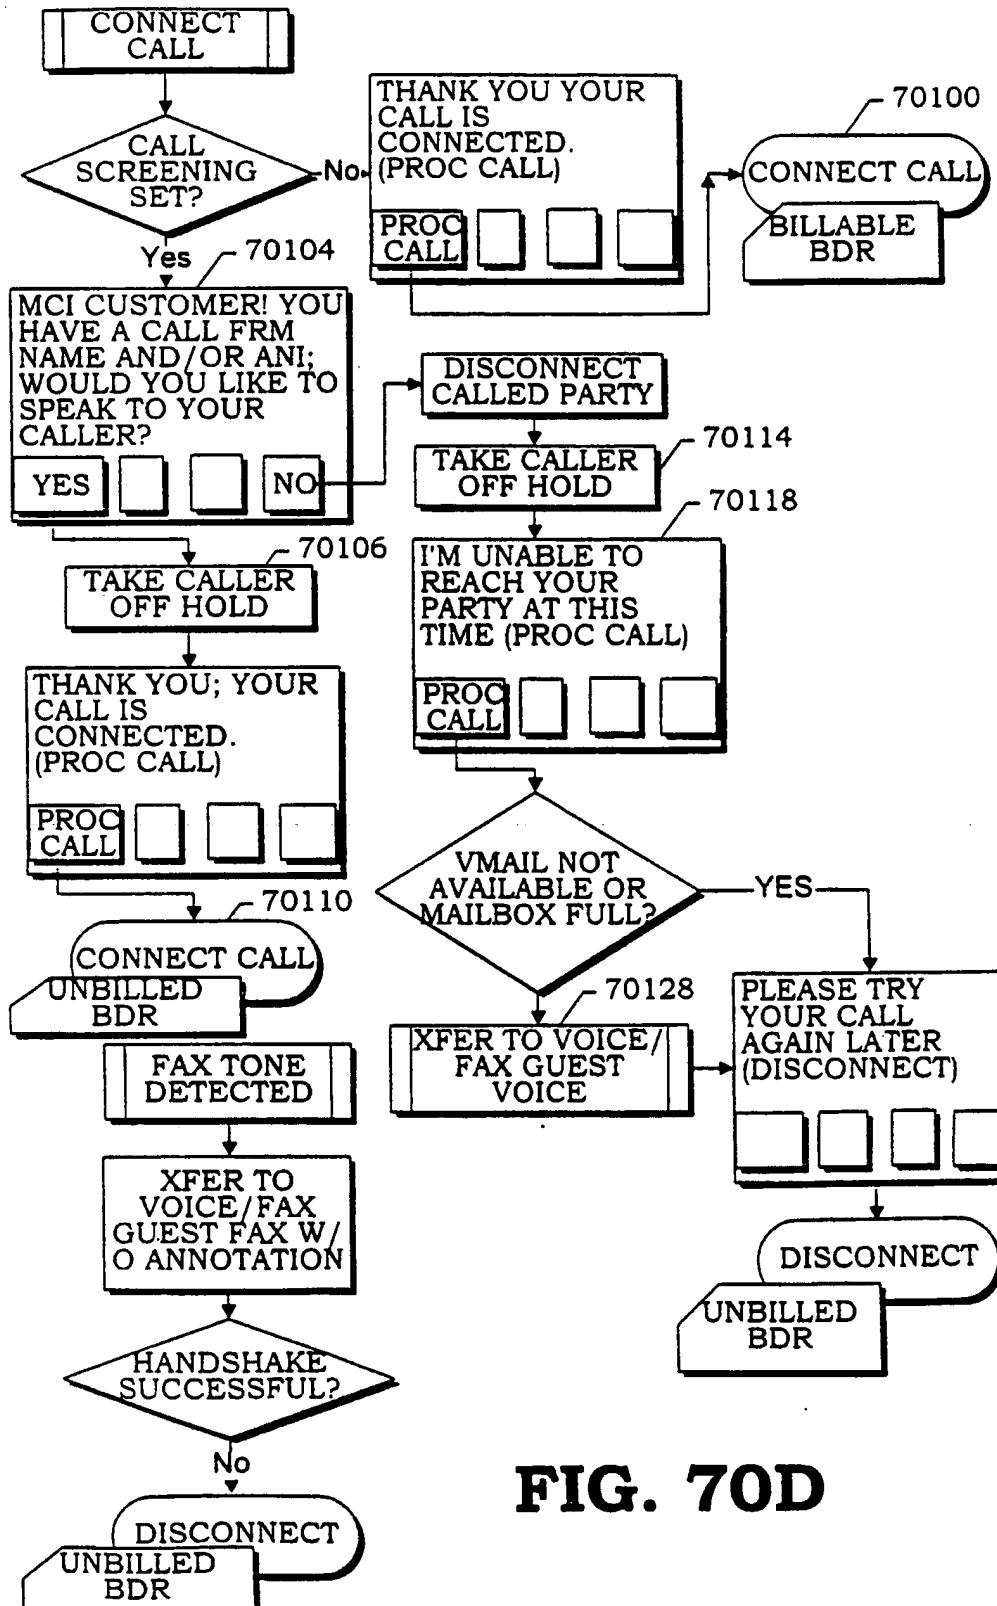 CONNECT
CALL
CALL
SCREENING
SET?
No
THANK YOU YOUR
CALL IS
CONNECTED.
(PROC CALL)
PROC
CALL
70100
CONNECT CALL
BILLABLE
BDR
Yes
70104
MCI CUSTOMER! YOU
HAVE A CALL FRM
NAME AND/OR ANI;
WOULD YOU LIKE TO
SPEAK TO YOUR
CALLER?
YES
NO
DISCONNECT
CALLED PARTY
70114
TAKE CALLER
OFF HOLD
70118
I'M UNABLE TO
REACH YOUR
PARTY AT THIS
TIME (PROC CALL)
PROC
CALL
70106
TAKE CALLER
OFF HOLD
THANK YOU; YOUR
CALL IS
CONNECTED.
(PROC CALL)
PROC
CALL
70110
CONNECT CALL
UNBILLED
BDR
VMAIL NOT
AVAILABLE OR
MAILBOX FULL?
YES
70128
XFER TO VOICE/
FAX GUEST
VOICE
PLEASE TRY
YOUR CALL
AGAIN LATER
(DISCONNECT)
DISCONNECT
UNBILLED
BDR
FAX TONE
DETECTED
XFER TO
VOICE/FAX
GUEST FAX W/
O ANNOTATION
HANDSHAKE
SUCCESSFUL?
No
DISCONNECT
UNBILLED
BDR
FIG. 70D